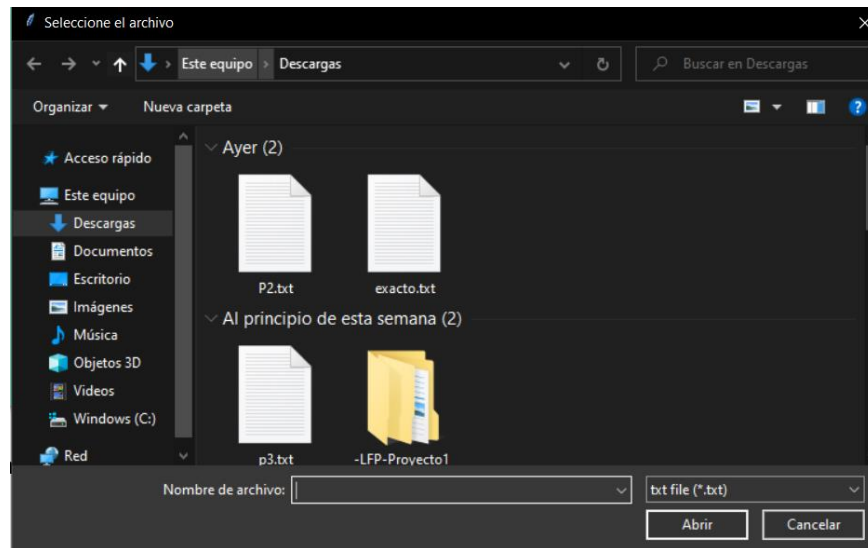 Seleccione el archivo
Este equipo > Descargas
Buscar en Descargas
Organizar Nueva carpeta
Acceso rápido
Este equipo
Descargas
Documentos
Escritorio
Imágenes
Música
Objetos 3D
Videos
Windows (C:)
Red
Ayer (2)
P2.txt exacto.txt
Al principio de esta semana (2)
p3.txt -LFP-Proyecto1
Nombre de archivo: txt file (*.txt)
Abrir Cancelar